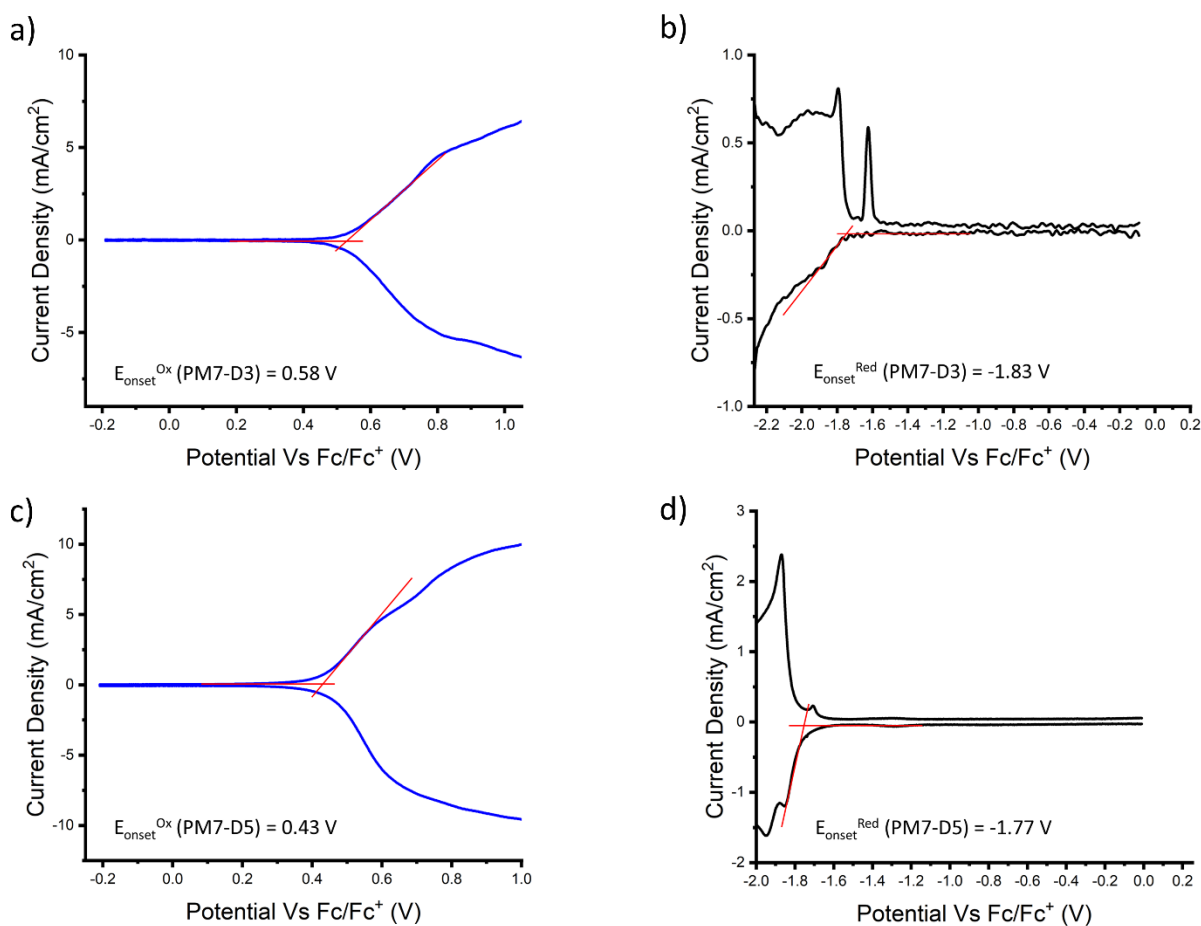 a)
10
5
0
-5
Current Density (mA/cm²)
-0.2 0.0 0.2 0.4 0.6 0.8 1.0
Potential Vs Fc/Fc⁺ (V)
E_onset^Ox (PM7-D3) = 0.58 V
b)
1.0
0.5
0.0
-0.5
-1.0
Current Density (mA/cm²)
-2.2 -2.0 -1.8 -1.6 -1.4 -1.2 -1.0 -0.8 -0.6 -0.4 -0.2 0.0 0.2
Potential Vs Fc/Fc⁺ (V)
E_onset^Red (PM7-D3) = -1.83 V
c)
10
5
0
-5
-10
Current Density (mA/cm²)
-0.2 0.0 0.2 0.4 0.6 0.8 1.0
Potential Vs Fc/Fc⁺ (V)
E_onset^Ox (PM7-D5) = 0.43 V
d)
3
2
1
0
-1
-2
Current Density (mA/cm²)
-2.0 -1.8 -1.6 -1.4 -1.2 -1.0 -0.8 -0.6 -0.4 -0.2 0.0 0.2
Potential Vs Fc/Fc⁺ (V)
E_onset^Red (PM7-D5) = -1.77 V